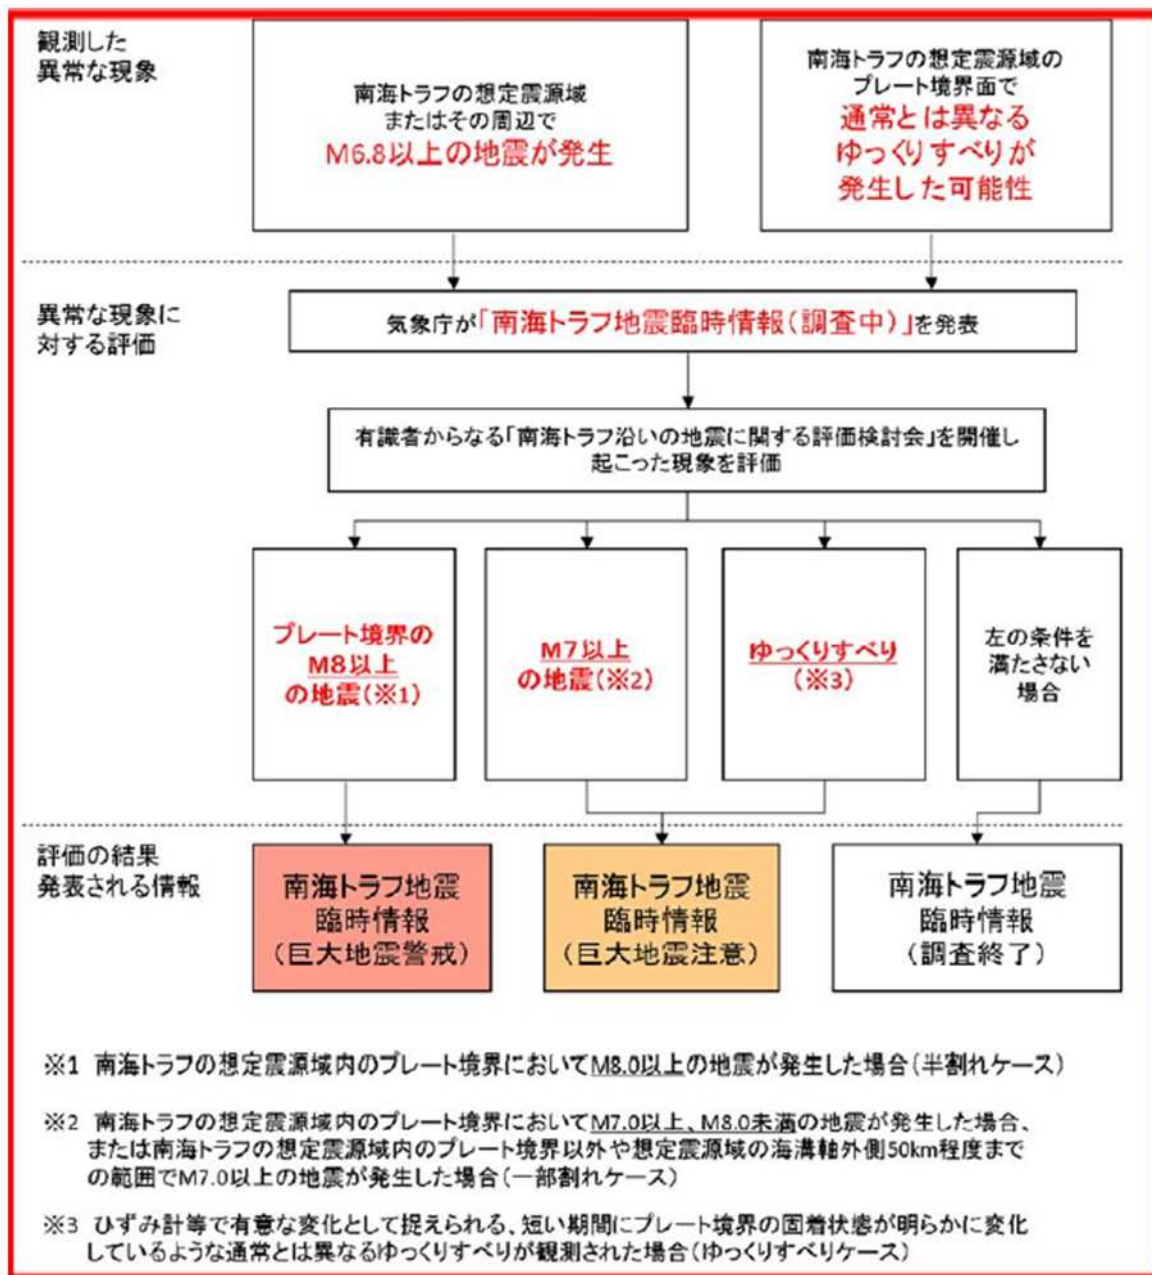 観測した
異常な現象
南海トラフの想定震源域
またはその周辺で
M6.8以上の地震が発生
南海トラフの想定震源域の
プレート境界面で
通常とは異なる
ゆっくりすべりが
発生した可能性
異常な現象に
対する評価
気象庁が「南海トラフ地震臨時情報(調査中)」を発表
有識者からなる「南海トラフ沿いの地震に関する評価検討会」を開催し
起こった現象を評価
プレート境界の
M8以上
の地震(※1)
M7以上
の地震(※2)
ゆっくりすべり
(※3)
左の条件を
満たさない
場合
評価の結果
発表される情報
南海トラフ地震
臨時情報
(巨大地震警戒)
南海トラフ地震
臨時情報
(巨大地震注意)
南海トラフ地震
臨時情報
(調査終了)
※1 南海トラフの想定震源域内のプレート境界においてM8.0以上の地震が発生した場合(半割れケース)
※2 南海トラフの想定震源域内のプレート境界においてM7.0以上、M8.0未満の地震が発生した場合、
または南海トラフの想定震源域内のプレート境界以外や想定震源域の海溝軸外側50km程度まで
の範囲でM7.0以上の地震が発生した場合(一部割れケース)
※3 ひずみ計等で有意な変化として捉えられる、短い期間にプレート境界の固着状態が明らかに変化
しているような通常とは異なるゆっくりすべりが観測された場合(ゆっくりすべりケース)